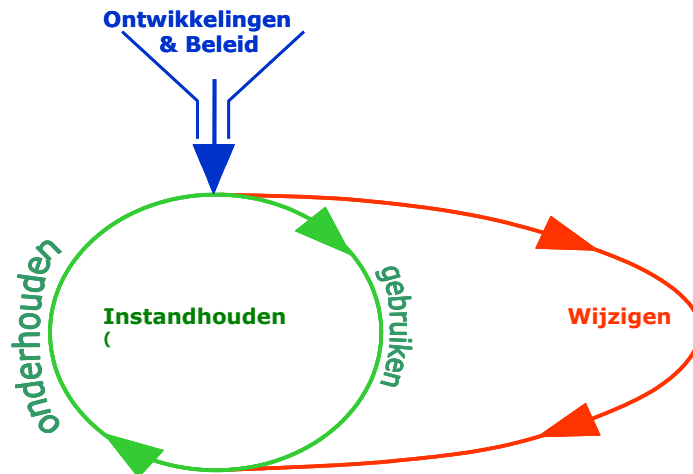 Ontwikkelingen
& Beleid
onderhouden
Instandhouden
(
gebruiken
Wijzigen